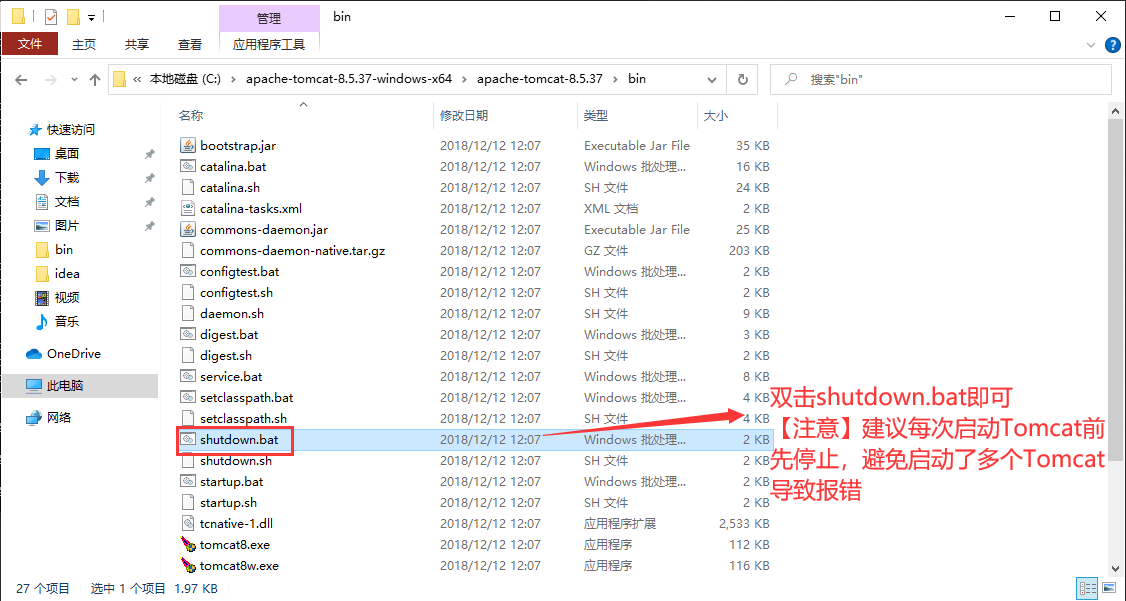 管理
bin
文件
主页
共享
查看
应用程序工具
« 本地磁盘 (C:) › apache-tomcat-8.5.37-windows-x64 › apache-tomcat-8.5.37 › bin
搜索"bin"
名称
修改日期
类型
大小
快速访问
桌面
下载
文档
图片
bin
idea
视频
音乐
OneDrive
此电脑
网络
bootstrap.jar 2018/12/12 12:07 Executable Jar File 35 KB
catalina.bat 2018/12/12 12:07 Windows 批处理... 16 KB
catalina.sh 2018/12/12 12:07 SH 文件 24 KB
catalina-tasks.xml 2018/12/12 12:07 XML 文档 2 KB
commons-daemon.jar 2018/12/12 12:07 Executable Jar File 25 KB
commons-daemon-native.tar.gz 2018/12/12 12:07 GZ 文件 203 KB
configtest.bat 2018/12/12 12:07 Windows 批处理... 2 KB
configtest.sh 2018/12/12 12:07 SH 文件 2 KB
daemon.sh 2018/12/12 12:07 SH 文件 9 KB
digest.bat 2018/12/12 12:07 Windows 批处理... 3 KB
digest.sh 2018/12/12 12:07 SH 文件 2 KB
service.bat 2018/12/12 12:07 Windows 批处理... 8 KB
setclasspath.bat 2018/12/12 12:07 Windows 批处理... 4 KB
setclasspath.sh 2018/12/12 12:07 SH 文件 4 KB
shutdown.bat 2018/12/12 12:07 Windows 批处理... 2 KB
shutdown.sh 2018/12/12 12:07 SH 文件 2 KB
startup.bat 2018/12/12 12:07 Windows 批处理... 2 KB
startup.sh 2018/12/12 12:07 SH 文件 2 KB
tcnative-1.dll 2018/12/12 12:07 应用程序扩展 2,533 KB
tomcat8.exe 2018/12/12 12:07 应用程序 112 KB
tomcat8w.exe 2018/12/12 12:07 应用程序 116 KB
双击shutdown.bat即可
【注意】建议每次启动Tomcat前
先停止，避免启动了多个Tomcat
导致报错
27 个项目
选中 1 个项目 1.97 KB